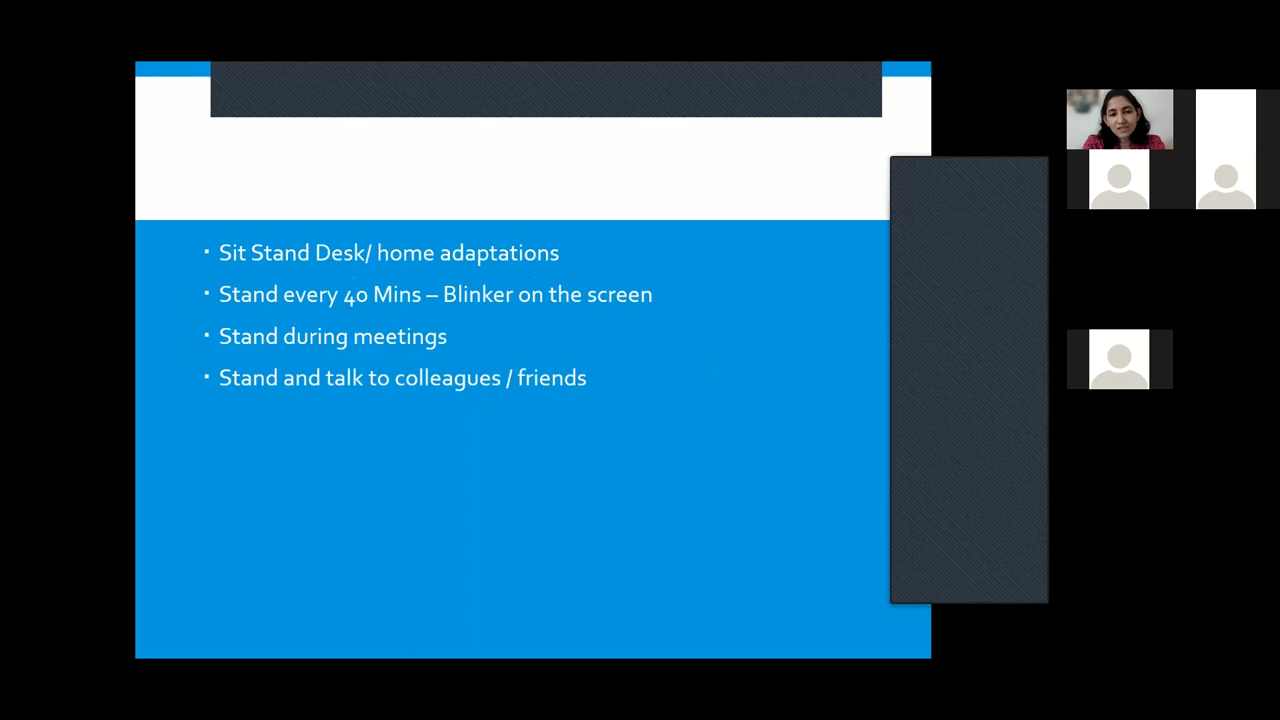 ▪ Sit Stand Desk/ home adaptations
▪ Stand every 40 Mins – Blinker on the screen
▪ Stand during meetings
▪ Stand and talk to colleagues / friends